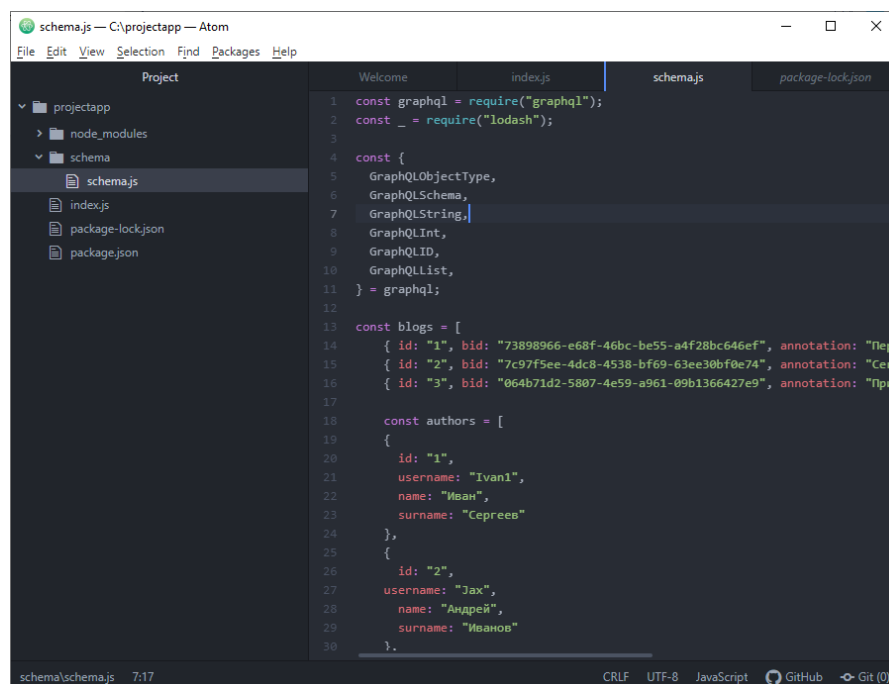 schema.js — C:\projectapp — Atom
File Edit View Selection Find Packages Help
Project
projectapp
node_modules
schema
schema.js
index.js
package-lock.json
package.json
Welcome index.js schema.js package-lock.json
1 const graphql = require("graphql");
2 const _ = require("lodash");
3
4 const {
5 GraphQLObjectType,
6 GraphQLSchema,
7 GraphQLString,
8 GraphQLInt,
9 GraphQLID,
10 GraphQLList,
11 } = graphql;
12
13 const blogs = [
14 { id: "1", bid: "73898966-e68f-46bc-be55-a4f28bc646ef", annotation: "Пер
15 { id: "2", bid: "7c97f5ee-4dc8-4538-bf69-63ee30bf0e74", annotation: "Сег
16 { id: "3", bid: "064b71d2-5807-4e59-a961-09b1366427e9", annotation: "При
17
18 const authors = [
19 {
20 id: "1",
21 username: "Ivan1",
22 name: "Иван",
23 surname: "Сергеев"
24 },
25 {
26 id: "2",
27 username: "Jax",
28 name: "Андрей",
29 surname: "Иванов"
30 },
schema\schema.js 7:17 CRLF UTF-8 JavaScript GitHub Git (0)